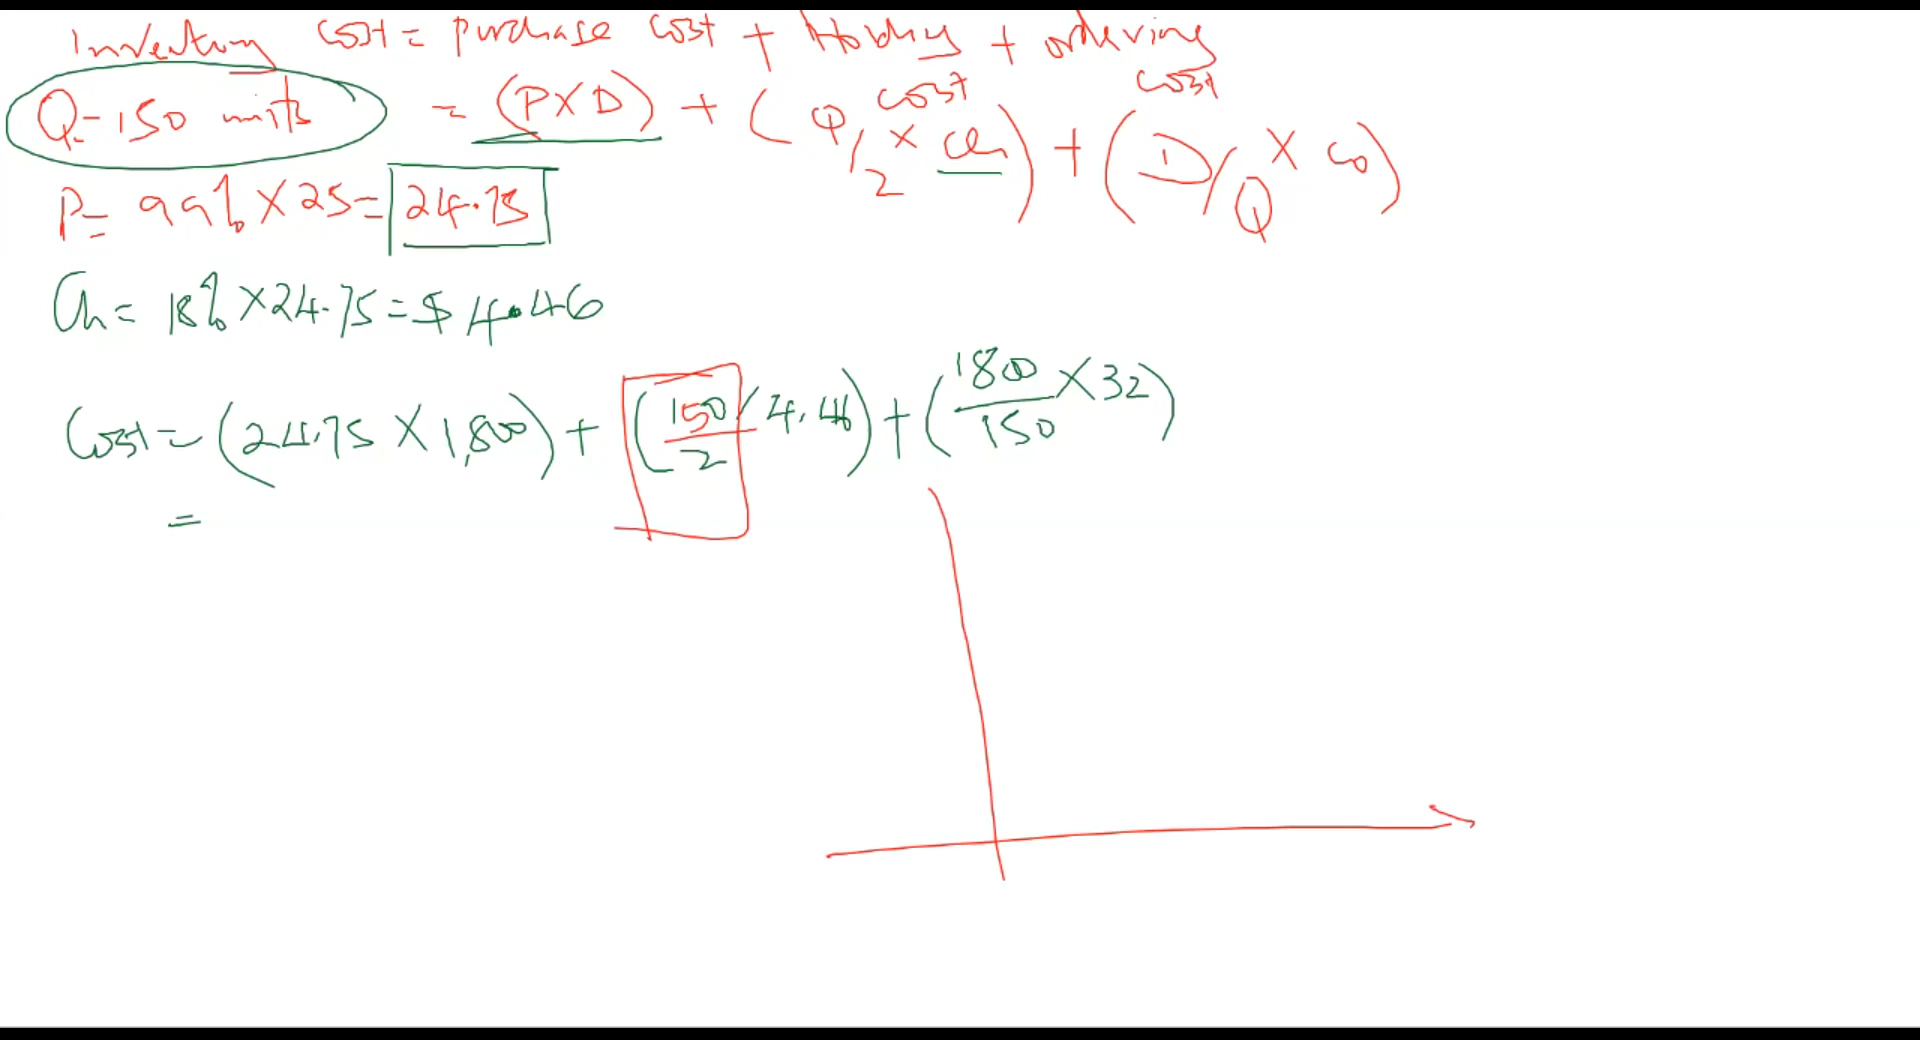 Inventory cost = purchase cost + Holding cost + ordering cost
Q = 150 units
= (P X D) + (Q/2 X Ch) + (D/Q X Co)
P = 99% X 25 = 24.75
Ch = 18% X 24.75 = $ 4.46
Cost = (24.75 X 1,800) + (150/2 / 4.46) + (1800/150 X 32)
=